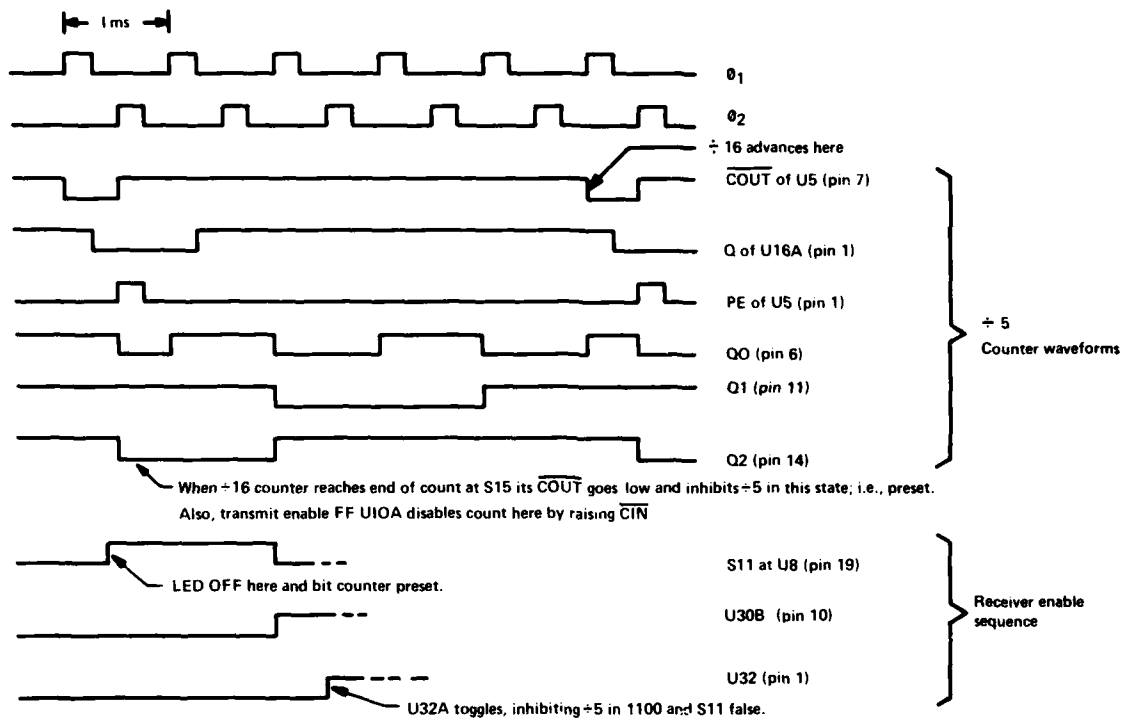 1 ms
Ø1
Ø2
÷ 16 advances here
COUT of U5 (pin 7)
Q of U16A (pin 1)
PE of U5 (pin 1)
÷ 5
Counter waveforms
QO (pin 6)
Q1 (pin 11)
Q2 (pin 14)
When ÷16 counter reaches end of count at S15 its COUT goes low and inhibits ÷5 in this state; i.e., preset.
Also, transmit enable FF UIOA disables count here by raising CIN
S11 at U8 (pin 19)
LED OFF here and bit counter preset.
Receiver enable
sequence
U30B (pin 10)
U32 (pin 1)
U32A toggles, inhibiting ÷5 in 1100 and S11 false.